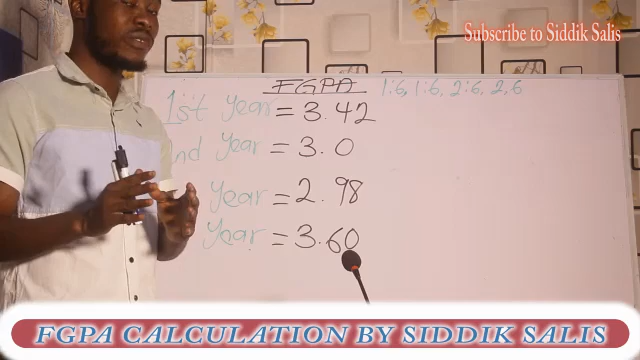 Subscribe to Siddik Salis
FGPA 1:6, 1:6, 2:6, 2,6
1st Year = 3.42
nd Year = 3.0
Year = 2.98
Year = 3.60
FGPA CALCULATION BY SIDDIK SALIS